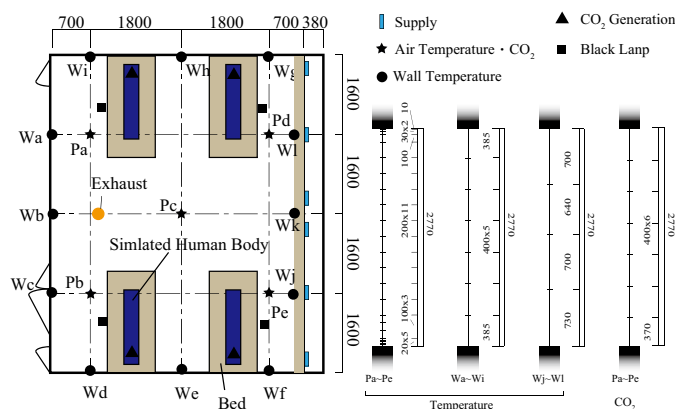 700 1800 1800 700 380
Supply
CO2 Generation
Air Temperature・CO2
Black Lanp
Wall Temperature
Wi
Wh
Wg
1600
Wa
Pa
Pd
Wl
1600
Exhaust
Wb
Pc
Wk
Simlated Human Body
1600
Wc
Pb
Wj
Pe
1600
Wd
We
Wf
Bed
10
30x2
100
200x11
100x3
20x5
2770
385
400x5
385
2770
700
640
700
730
2770
400x6
370
2770
Pa~Pe
Wa~Wi
Wj~Wl
Pa~Pe
Temperature
CO2